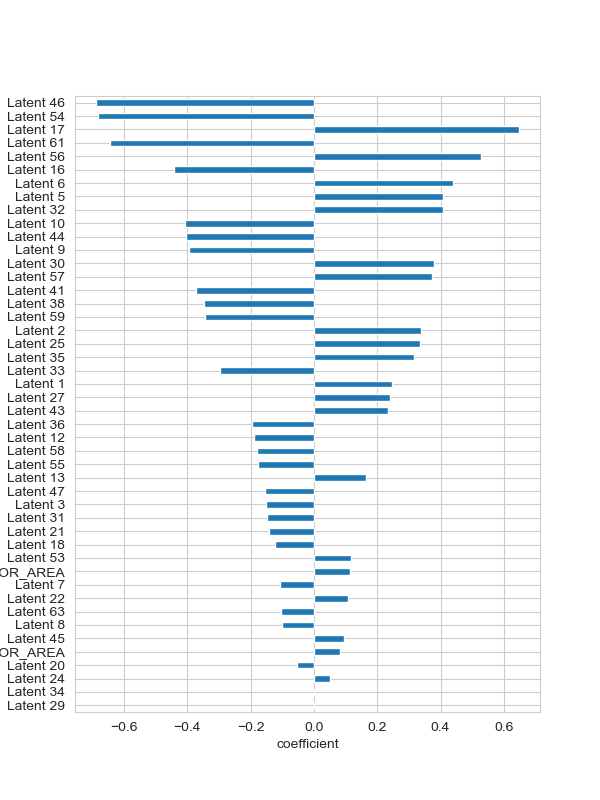 Latent 46
Latent 54
Latent 17
Latent 61
Latent 56
Latent 16
Latent 6
Latent 5
Latent 32
Latent 10
Latent 44
Latent 9
Latent 30
Latent 57
Latent 41
Latent 38
Latent 59
Latent 2
Latent 25
Latent 35
Latent 33
Latent 1
Latent 27
Latent 43
Latent 36
Latent 12
Latent 58
Latent 55
Latent 13
Latent 47
Latent 3
Latent 31
Latent 21
Latent 18
Latent 53
OR_AREA
Latent 7
Latent 22
Latent 63
Latent 8
Latent 45
OR_AREA
Latent 20
Latent 24
Latent 34
Latent 29
−0.6 −0.4 −0.2 0.0 0.2 0.4 0.6
coefficient